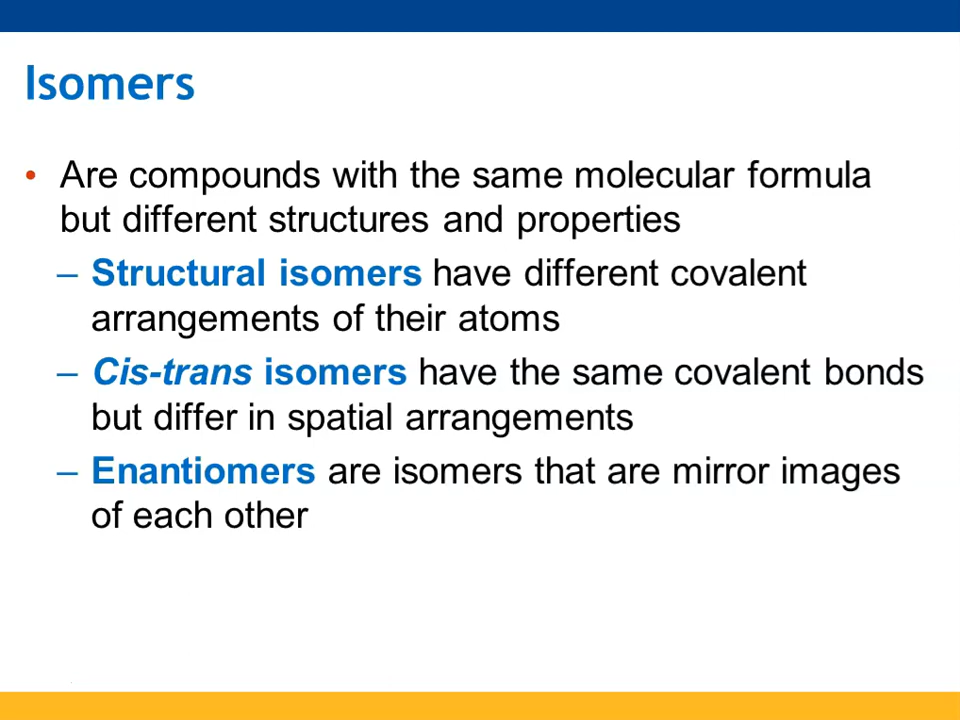 Isomers
• Are compounds with the same molecular formula
but different structures and properties
– Structural isomers have different covalent
arrangements of their atoms
– Cis-trans isomers have the same covalent bonds
but differ in spatial arrangements
– Enantiomers are isomers that are mirror images
of each other